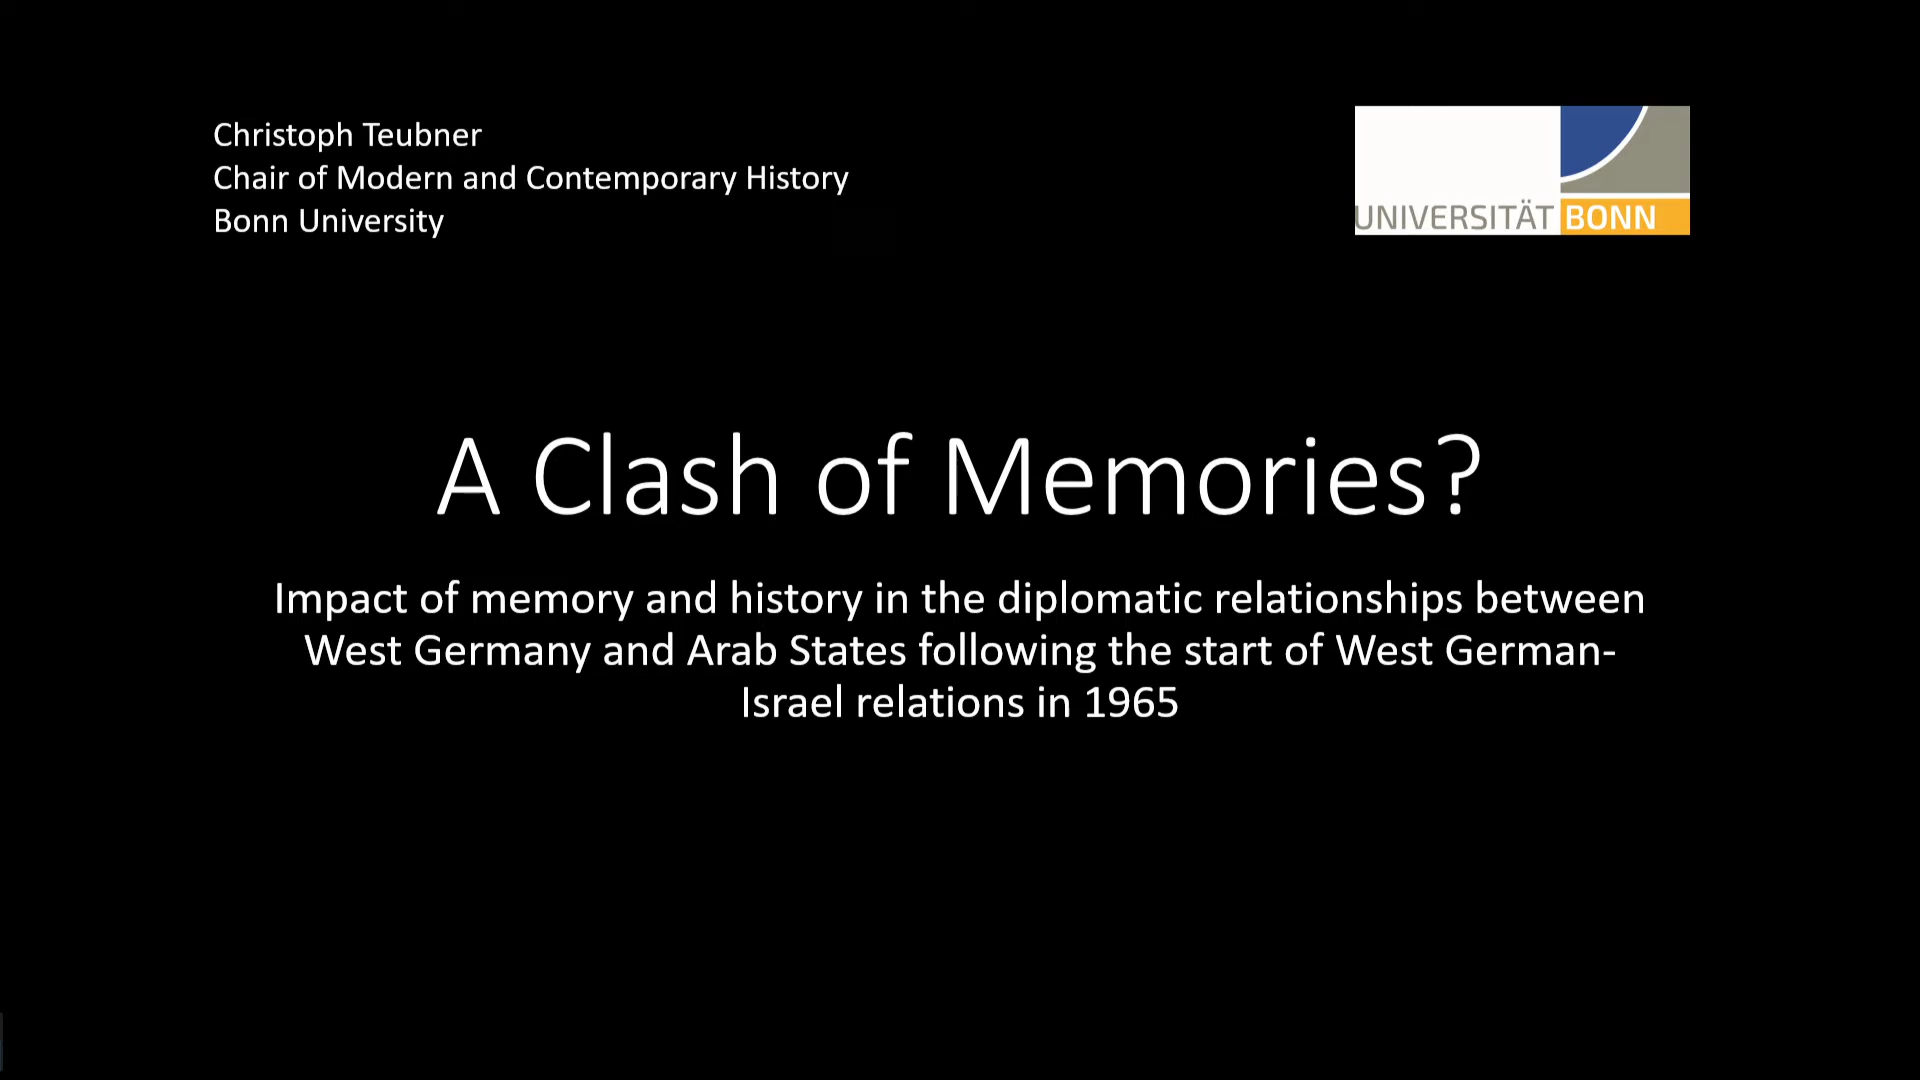 Christoph Teubner
Chair of Modern and Contemporary History
Bonn University
UNIVERSITÄT BONN
A Clash of Memories?
Impact of memory and history in the diplomatic relationships between
West Germany and Arab States following the start of West German-
Israel relations in 1965